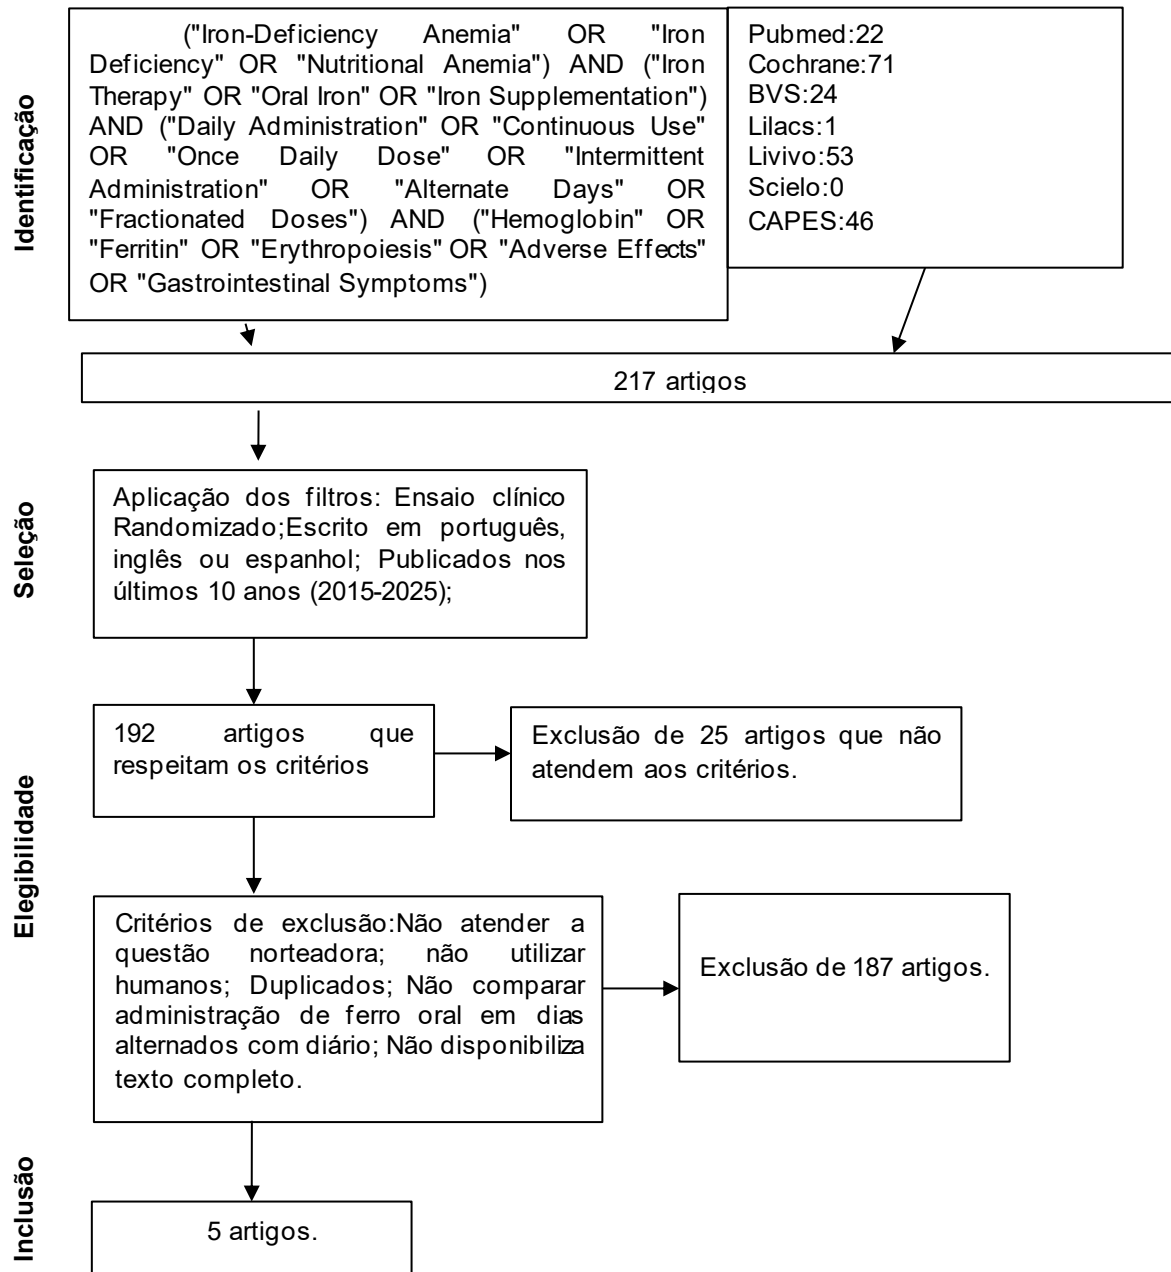 Identificação
("Iron-Deficiency Anemia" OR "Iron
Deficiency" OR "Nutritional Anemia") AND ("Iron
Therapy" OR "Oral Iron" OR "Iron Supplementation")
AND ("Daily Administration" OR "Continuous Use"
OR "Once Daily Dose" OR "Intermittent
Administration" OR "Alternate Days" OR
"Fractionated Doses") AND ("Hemoglobin" OR
"Ferritin" OR "Erythropoiesis" OR "Adverse Effects"
OR "Gastrointestinal Symptoms")
Pubmed:22
Cochrane:71
BVS:24
Lilacs:1
Livivo:53
Scielo:0
CAPES:46
217 artigos
Seleção
Aplicação dos filtros: Ensaio clínico
Randomizado;Escrito em português,
inglês ou espanhol; Publicados nos
últimos 10 anos (2015-2025);
Elegibilidade
192 artigos que
respeitam os critérios
Exclusão de 25 artigos que não
atendem aos critérios.
Critérios de exclusão:Não atender a
questão norteadora; não utilizar
humanos; Duplicados; Não comparar
administração de ferro oral em dias
alternados com diário; Não disponibiliza
texto completo.
Exclusão de 187 artigos.
Inclusão
5 artigos.